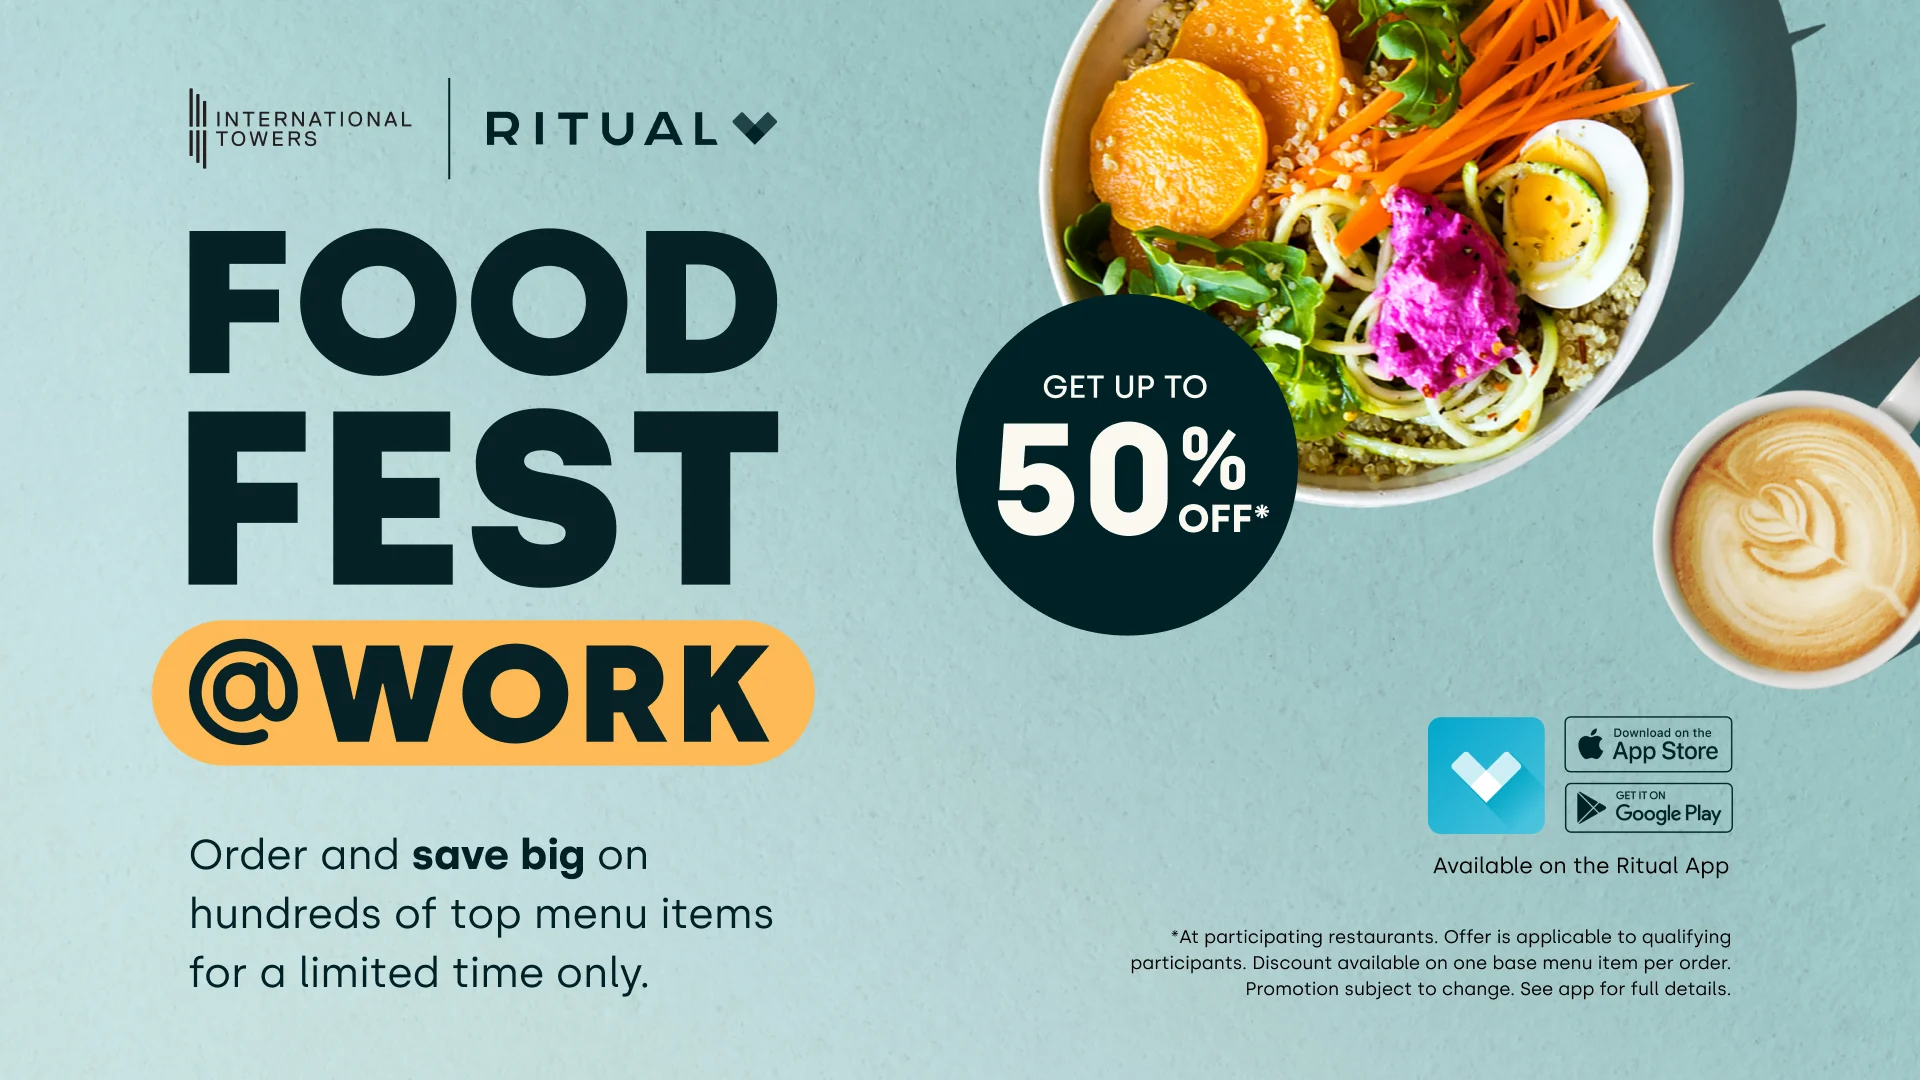 INTERNATIONAL
TOWERS
RITUAL
FOOD
FEST
@WORK
Order and save big on
hundreds of top menu items
for a limited time only.
GET UP TO
50%
OFF*
Download on the
App Store
GET IT ON
Google Play
Available on the Ritual App
*At participating restaurants. Offer is applicable to qualifying
participants. Discount available on one base menu item per order.
Promotion subject to change. See app for full details.